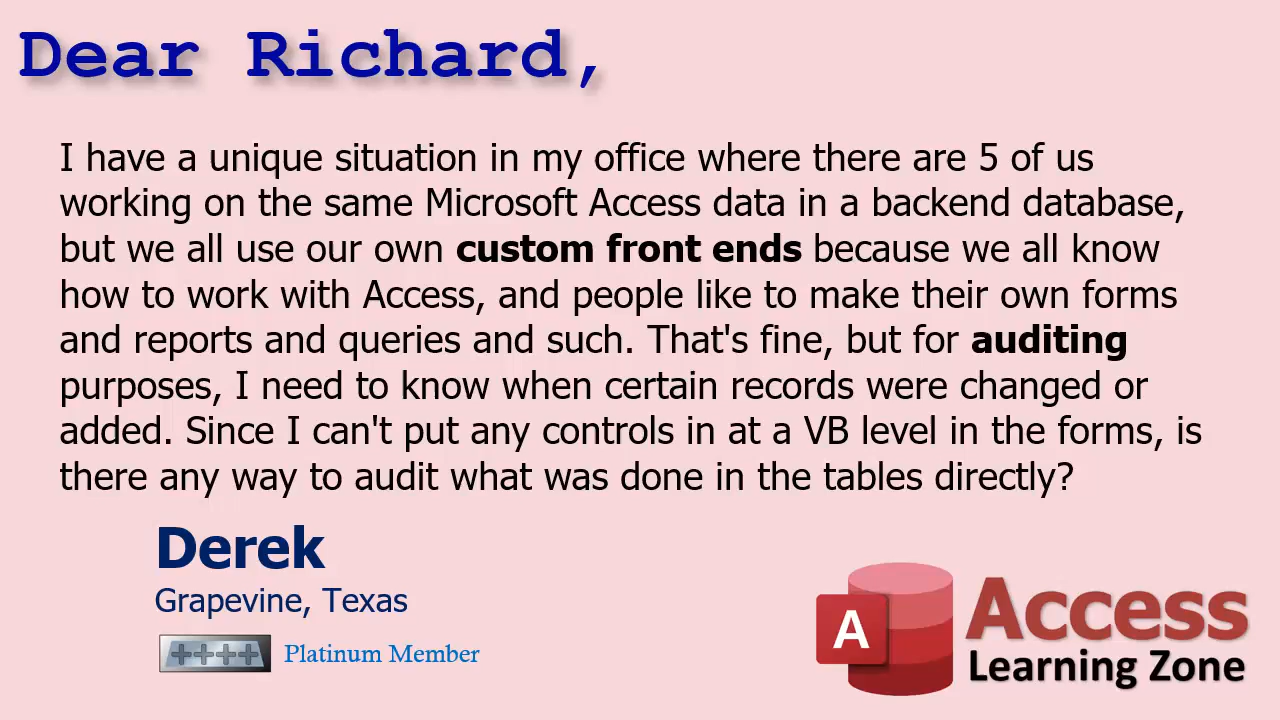 Dear Richard,
I have a unique situation in my office where there are 5 of us
working on the same Microsoft Access data in a backend database,
but we all use our own custom front ends because we all know
how to work with Access, and people like to make their own forms
and reports and queries and such. That's fine, but for auditing
purposes, I need to know when certain records were changed or
added. Since I can't put any controls in at a VB level in the forms, is
there any way to audit what was done in the tables directly?
Derek
Grapevine, Texas
Platinum Member
A
Access
Learning Zone